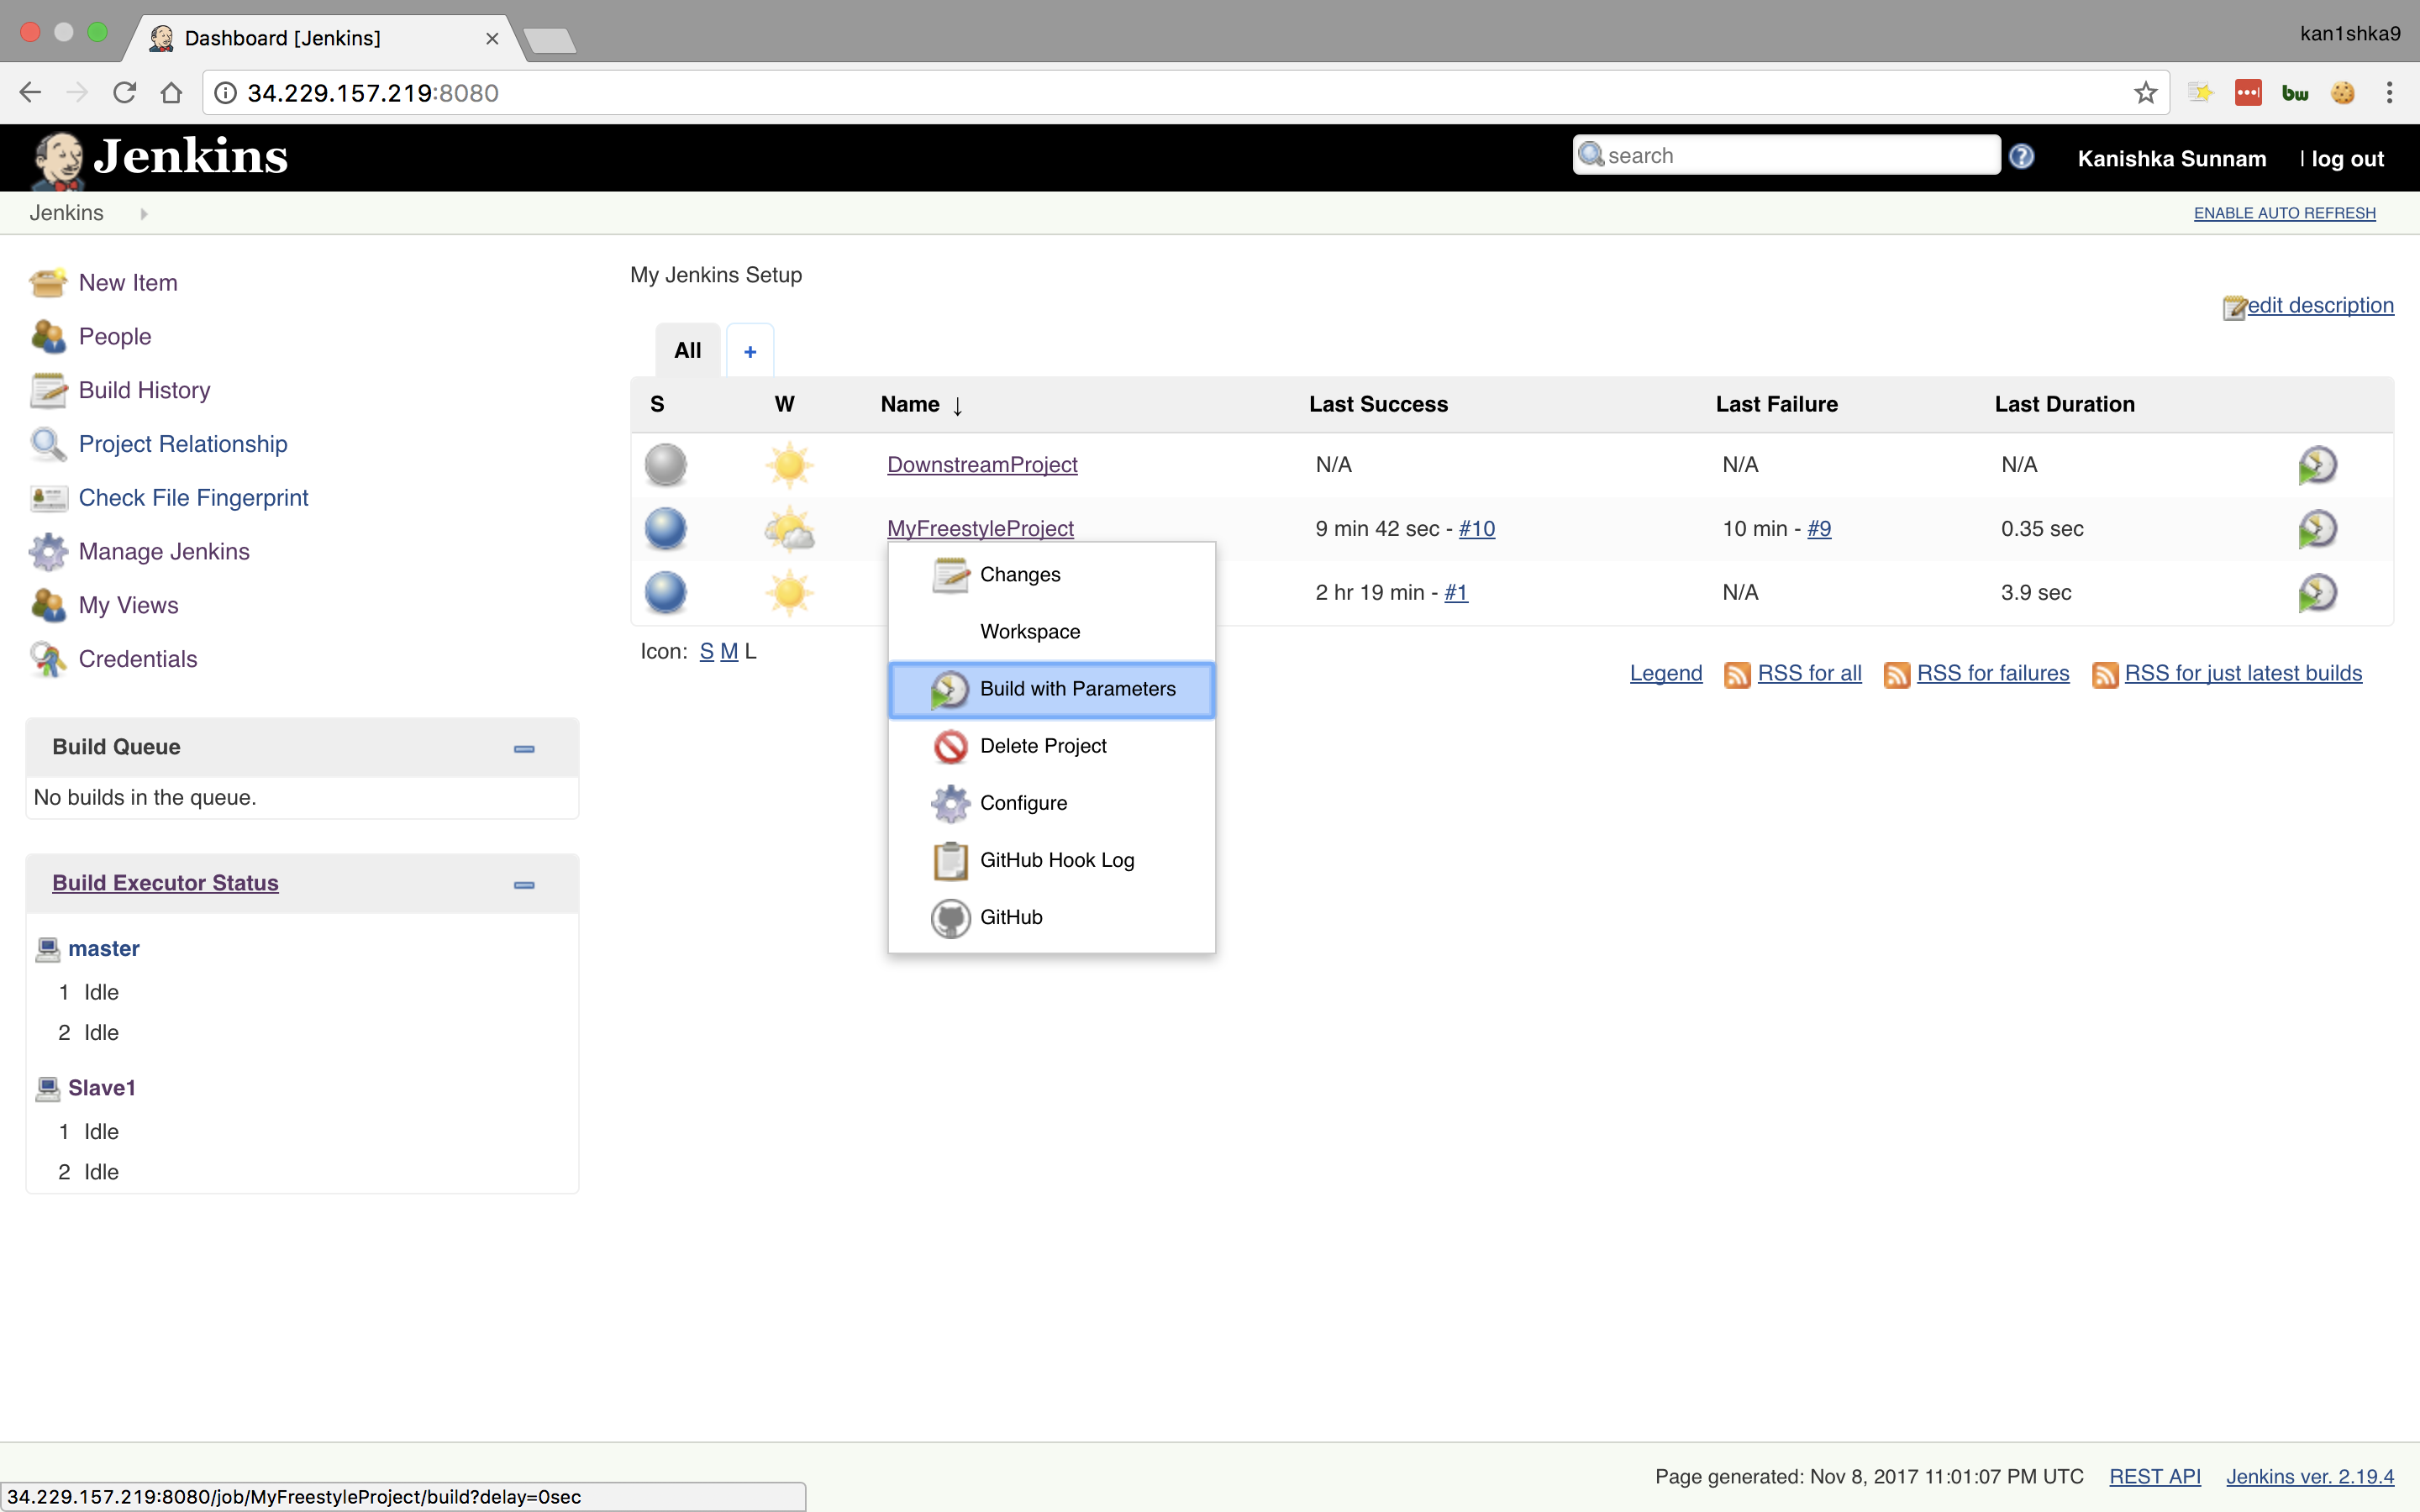 Dashboard [Jenkins]
kan1shka9
34.229.157.219:8080
bw
Jenkins
search
Kanishka Sunnam
| log out
Jenkins
ENABLE AUTO REFRESH
New Item
People
Build History
Project Relationship
Check File Fingerprint
Manage Jenkins
My Views
Credentials
Build Queue
No builds in the queue.
Build Executor Status
master
1 Idle
2 Idle
Slave1
1 Idle
2 Idle
My Jenkins Setup
edit description
All +
S W Name ↓ Last Success Last Failure Last Duration
DownstreamProject N/A N/A N/A
MyFreestyleProject 9 min 42 sec - #10 10 min - #9 0.35 sec
2 hr 19 min - #1 N/A 3.9 sec
Icon: S M L
Legend RSS for all RSS for failures RSS for just latest builds
Changes
Workspace
Build with Parameters
Delete Project
Configure
GitHub Hook Log
GitHub
Page generated: Nov 8, 2017 11:01:07 PM UTC REST API Jenkins ver. 2.19.4
34.229.157.219:8080/job/MyFreestyleProject/build?delay=0sec